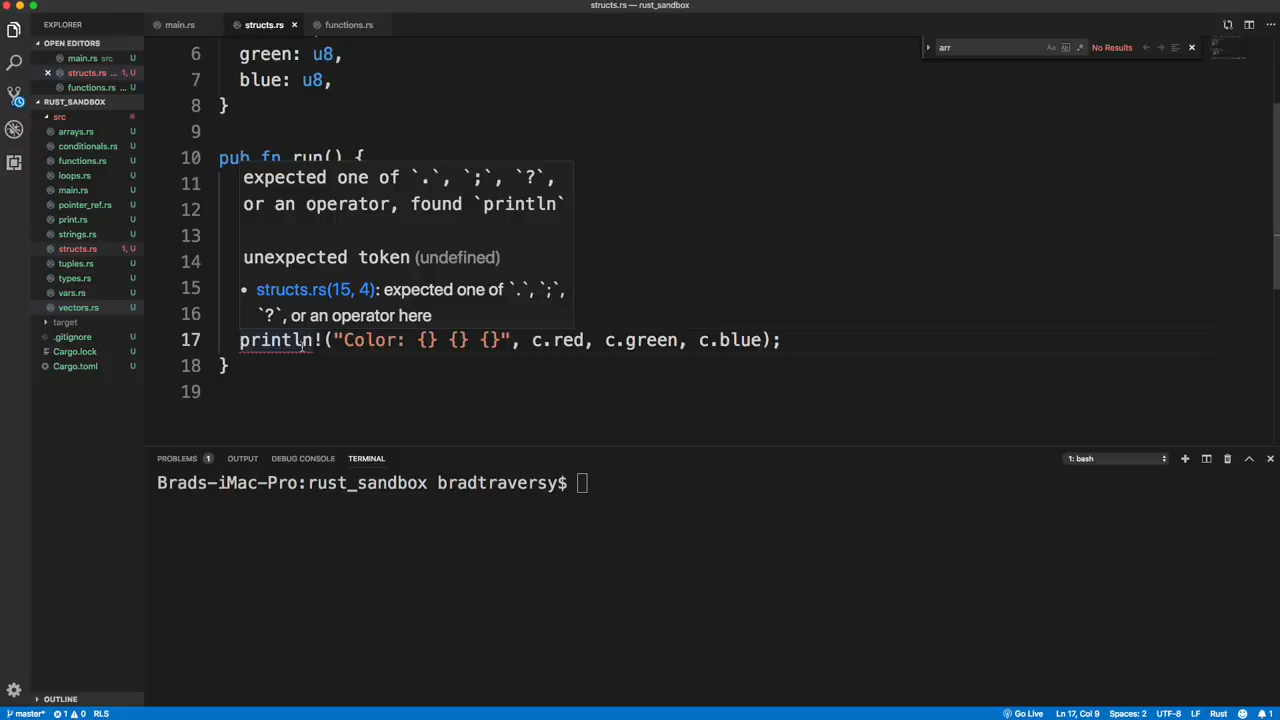 structs.rs — rust_sandbox
EXPLORER
main.rs
structs.rs ×
functions.rs
OPEN EDITORS
main.rs src
× structs.rs ... 1, U
functions.rs ... U
RUST_SANDBOX
src
arrays.rs U
conditionals.rs U
functions.rs U
loops.rs U
main.rs U
pointer_ref.rs U
print.rs U
strings.rs U
structs.rs 1, U
tuples.rs U
types.rs U
vars.rs U
vectors.rs U
target
.gitignore U
Cargo.lock U
Cargo.toml U
OUTLINE
arr
No Results
6 green: u8,
7 blue: u8,
8 }
9
10 pub fn run() {
11
12
13
14
15
16
expected one of `.`, `;`, `?`,
or an operator, found `println`
unexpected token (undefined)
• structs.rs(15, 4): expected one of `.`, `;`,
`?`, or an operator here
17 println!("Color: {} {} {}", c.red, c.green, c.blue);
18 }
19
PROBLEMS 1 OUTPUT DEBUG CONSOLE TERMINAL
1: bash
Brads-iMac-Pro:rust_sandbox bradtraversy$
master* 1 0 RLS
Go Live Ln 17, Col 9 Spaces: 2 UTF-8 LF Rust 1